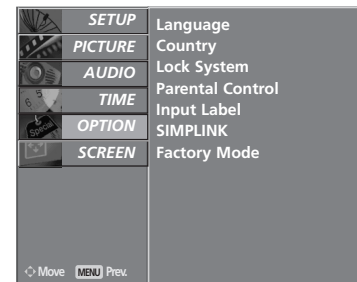 SETUP
PICTURE
AUDIO
TIME
OPTION
SCREEN
Language
Country
Lock System
Parental Control
Input Label
SIMPLINK
Factory Mode
Special
Move MENU Prev.